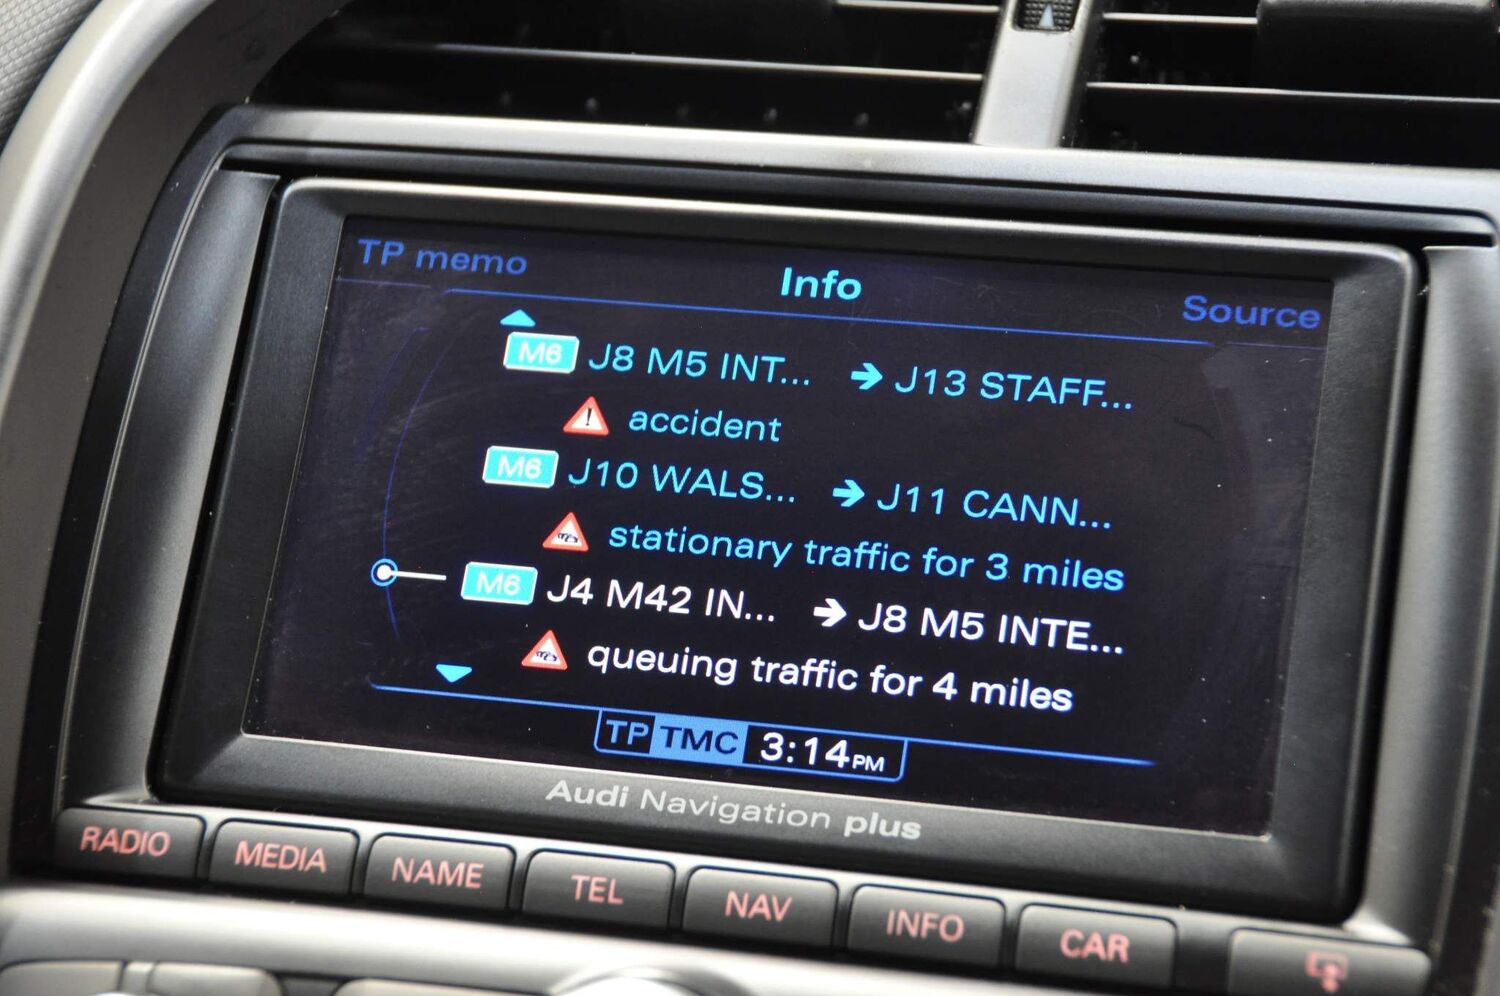 TP memo
Info
Source
M6 J8 M5 INT... → J13 STAFF...
accident
M6 J10 WALS... → J11 CANN...
stationary traffic for 3 miles
M6 J4 M42 IN... → J8 M5 INTE...
queuing traffic for 4 miles
TP TMC 3:14PM
Audi Navigation plus
RADIO MEDIA NAME TEL NAV INFO CAR